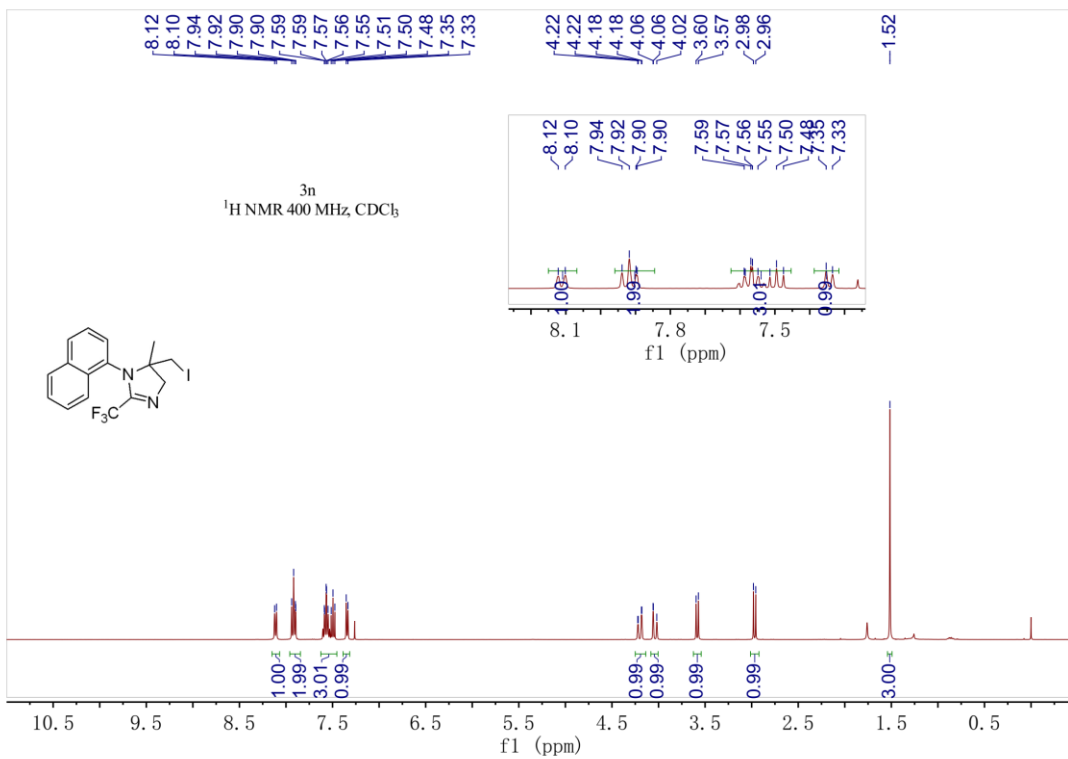 8.12 8.10 7.94 7.92 7.90 7.90 7.59 7.59 7.57 7.56 7.55 7.51 7.50 7.48 7.35 7.33 4.22 4.22 4.18 4.18 4.06 4.06 4.02 3.60 3.57 2.98 2.96 1.52
8.12 8.10 7.94 7.92 7.90 7.90 7.59 7.57 7.56 7.55 7.50 7.48 7.35 7.33
3n
¹H NMR 400 MHz, CDCl₃
1.00 1.99 3.01 0.99
8.1 7.8 7.5
f1 (ppm)
N
I
F₃C
N
1.00 1.99 3.01 0.99 0.99 0.99 0.99 0.99 3.00
10.5 9.5 8.5 7.5 6.5 5.5 4.5 3.5 2.5 1.5 0.5
f1 (ppm)